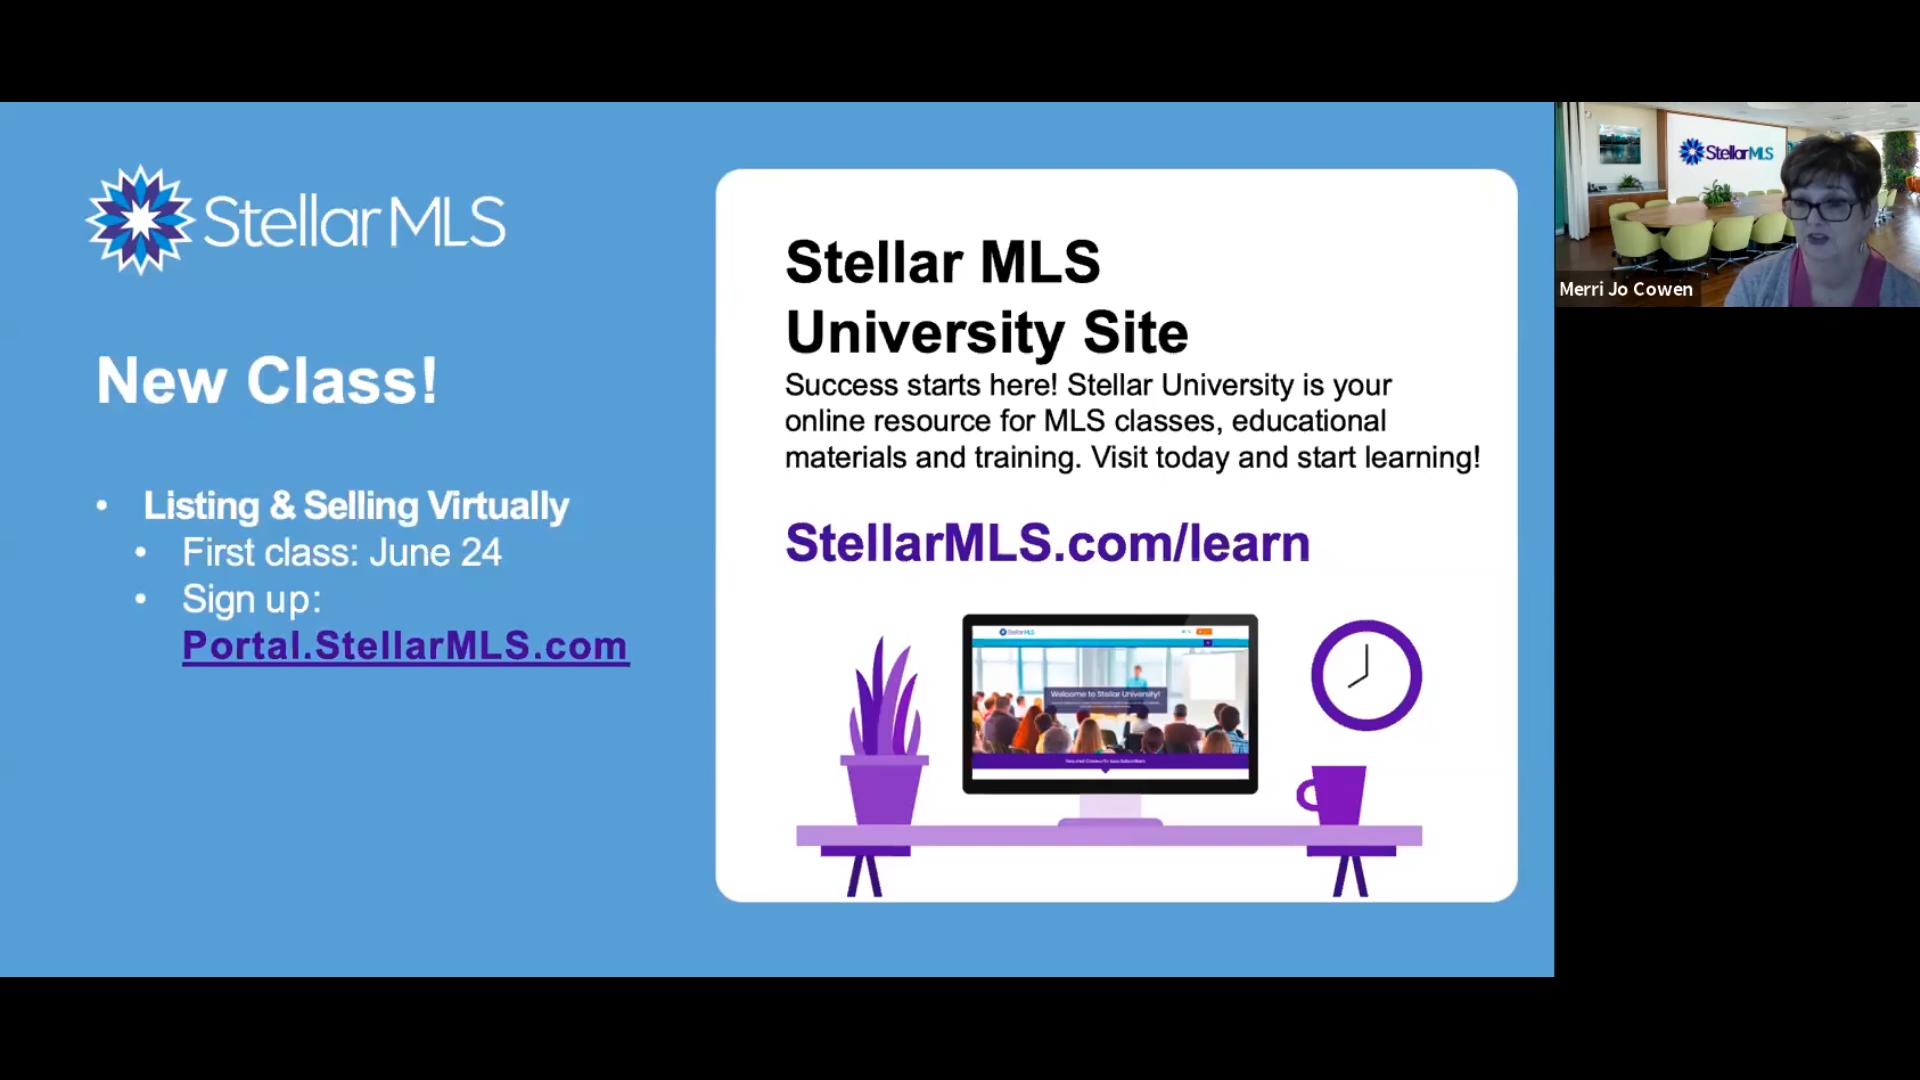 StellarMLS
New Class!
• Listing & Selling Virtually
• First class: June 24
• Sign up:
Portal.StellarMLS.com
Stellar MLS
University Site
Success starts here! Stellar University is your
online resource for MLS classes, educational
materials and training. Visit today and start learning!
StellarMLS.com/learn
StellarMLS
Welcome to Stellar University!
StellarMLS
Merri Jo Cowen